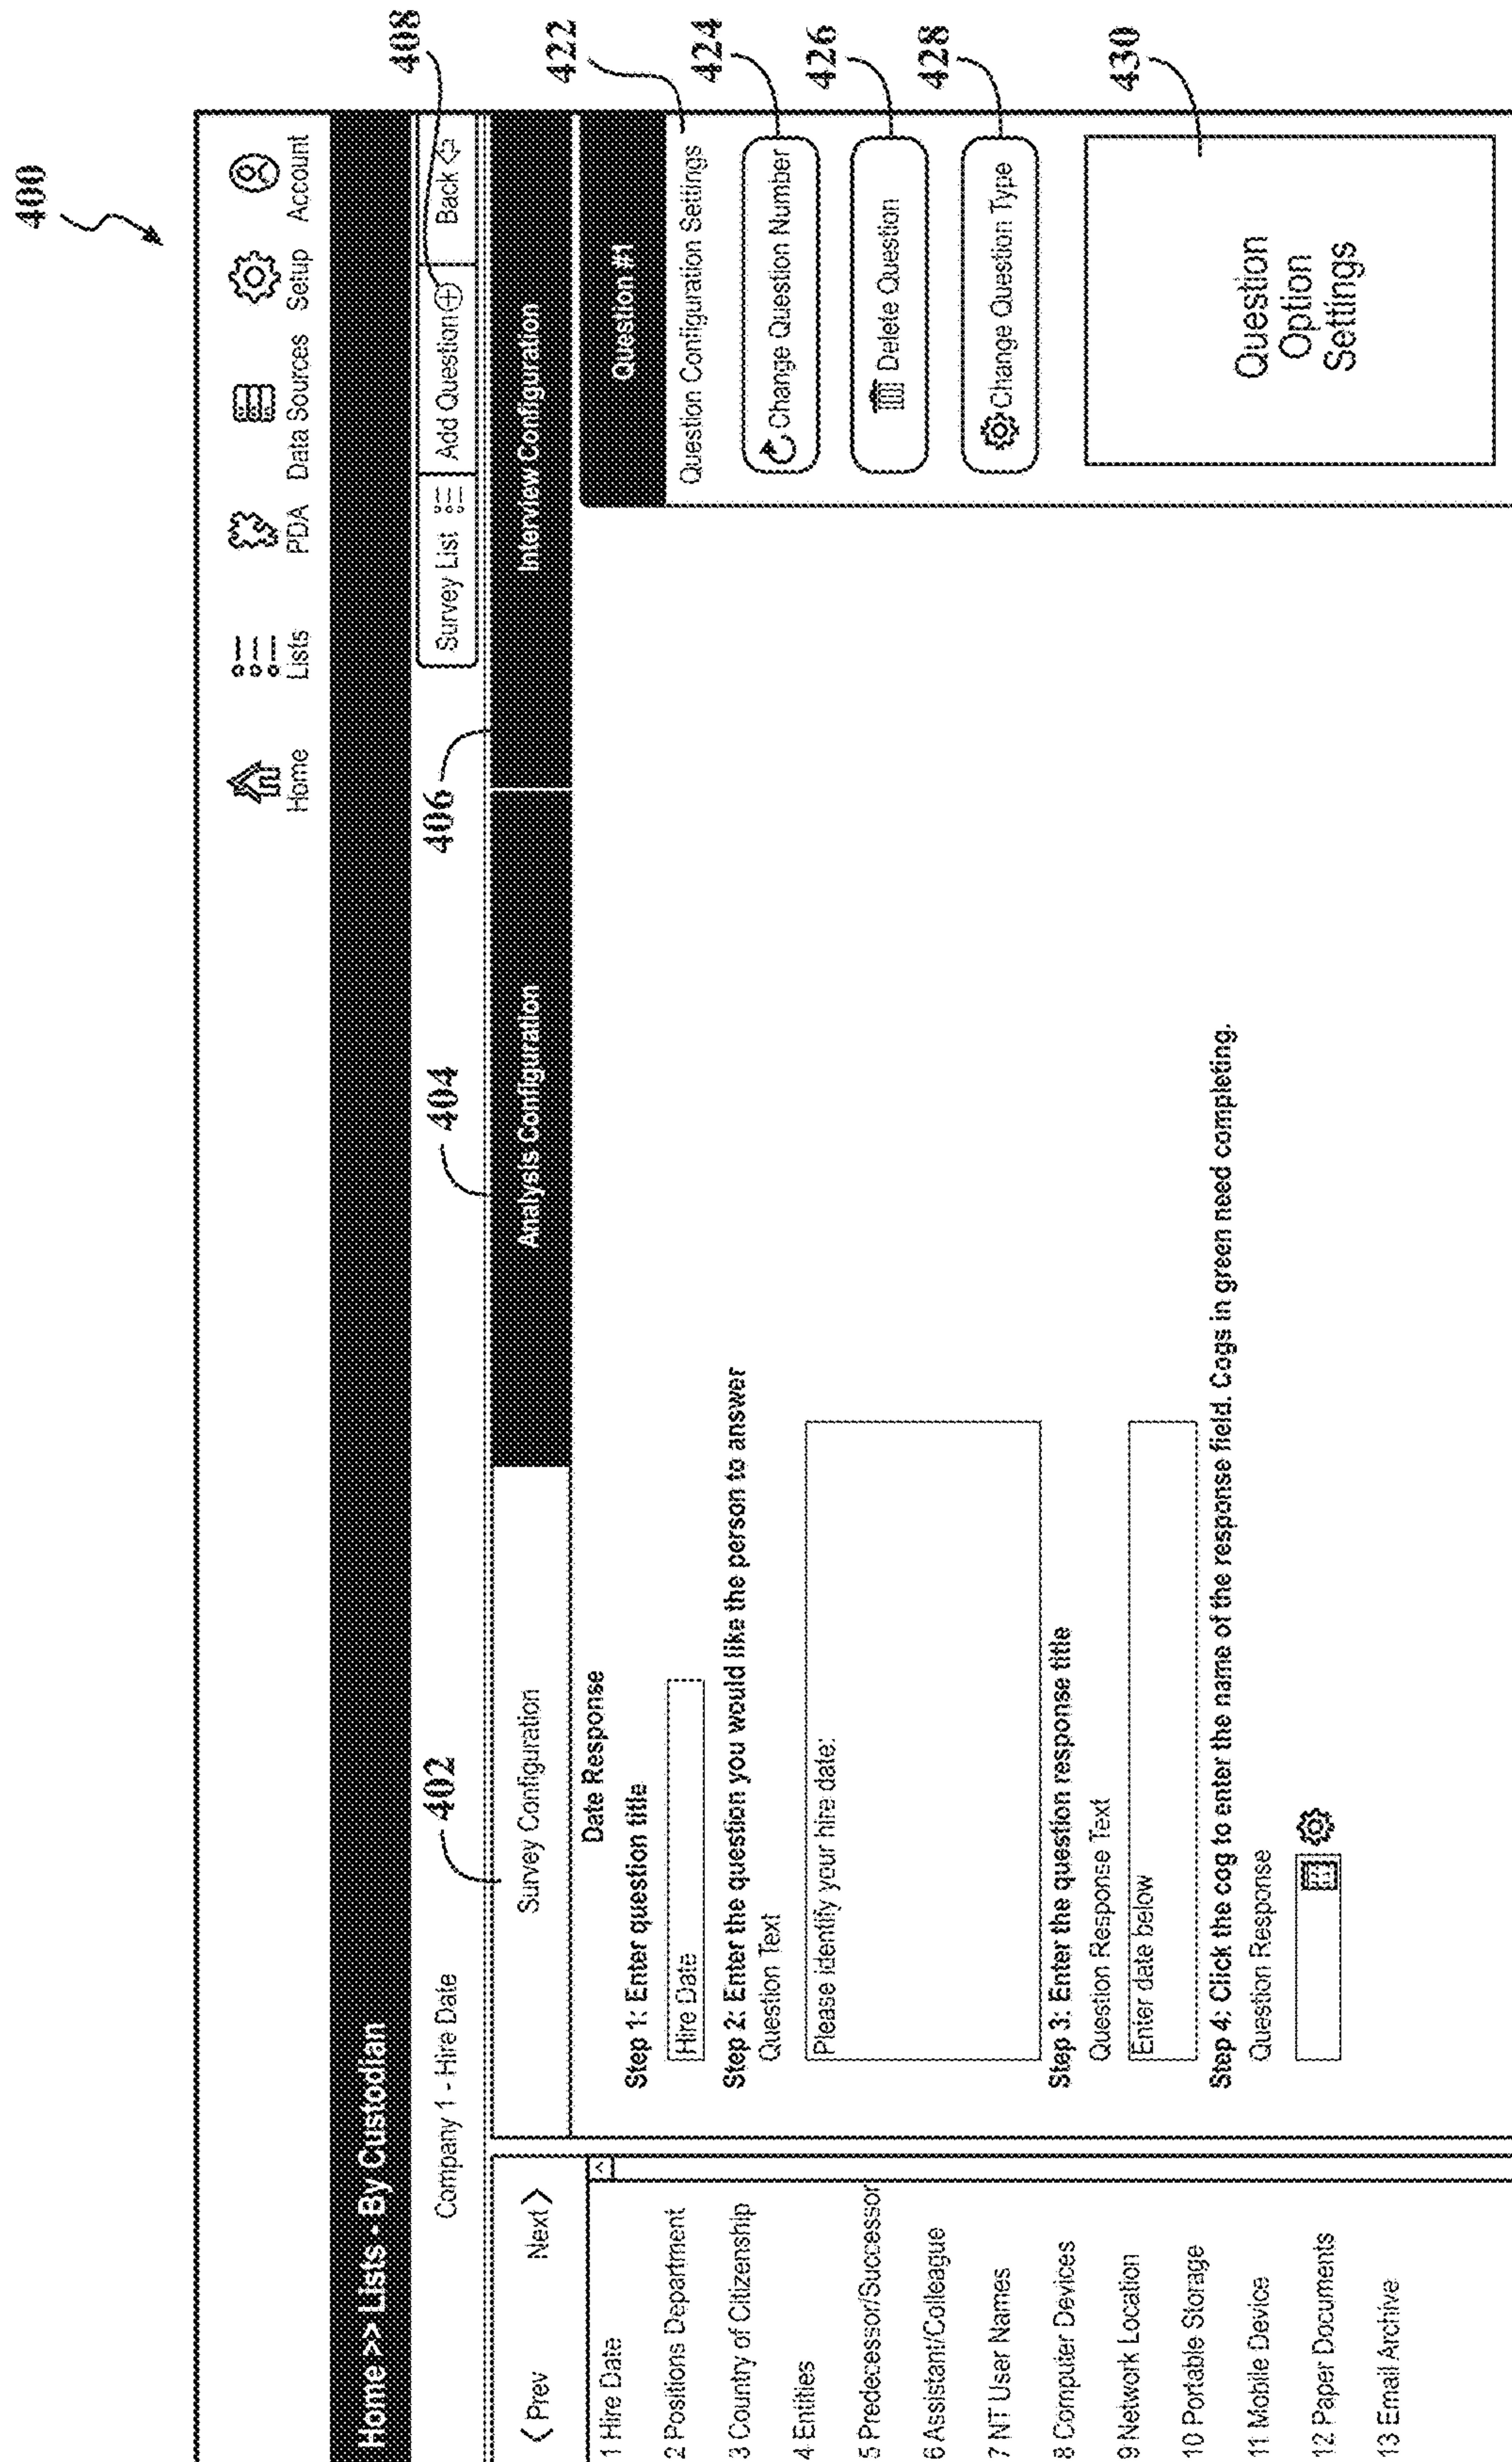 400
Home
Lists
PDA
Data Sources
Setup
Account
Home >> Lists • By Custodian
Company 1 - Hire Date
Survey List
Add Question
Back
408
402
404
406
< Prev
Next >
Survey Configuration
Analysis Configuration
Interview Configuration
1 Hire Date
2 Positions Department
3 Country of Citizenship
4 Entities
5 Predecessor/Successor
6 Assistant/Colleague
7 NT User Names
8 Computer Devices
9 Network Location
10 Portable Storage
11 Mobile Device
12 Paper Documents
13 Email Archive
Date Response
Step 1: Enter question title
Hire Date
Step 2: Enter the question you would like the person to answer
Question Text
Please identify your hire date:
Step 3: Enter the question response title
Question Response Text
Enter date below
Step 4: Click the cog to enter the name of the response field. Cogs in green need completing.
Question Response
Question #1
Question Configuration Settings
422
Change Question Number
424
Delete Question
426
Change Question Type
428
Question
Option
Settings
430